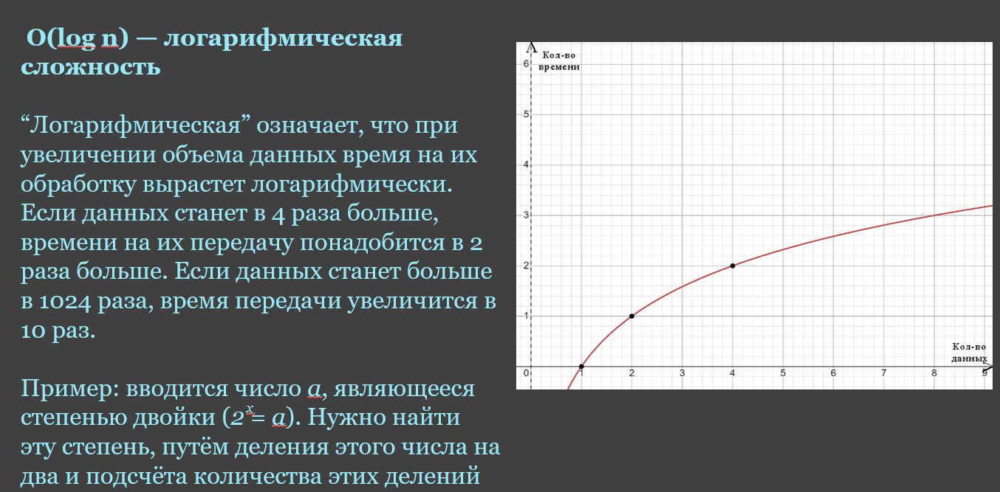 O(log n) — логарифмическая
сложность
“Логарифмическая” означает, что при
увеличении объема данных время на их
обработку вырастет логарифмически.
Если данных станет в 4 раза больше,
времени на их передачу понадобится в 2
раза больше. Если данных станет больше
в 1024 раза, время передачи увеличится в
10 раз.
Пример: вводится число a, являющееся
степенью двойки (2ˣ= a). Нужно найти
эту степень, путём деления этого числа на
два и подсчёта количества этих делений
Кол-во
времени
6
5
4
3
2
1
Кол-во
данных
0 1 2 3 4 5 6 7 8 9